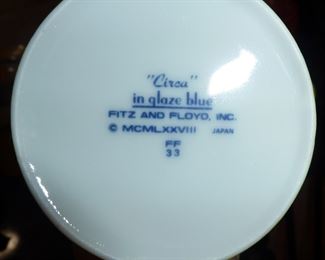 "Circa"
in glaze blue
FITZ AND FLOYD, INC.
© MCMLXXVIII JAPAN
FF
33